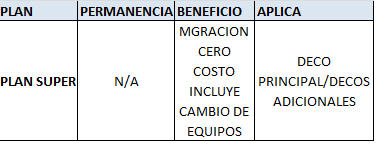 PLAN PERMANENCIA BENEFICIO APLICA
PLAN SUPER
N/A
MGRACION
CERO
COSTO
INCLUYE
CAMBIO DE
EQUIPOS
DECO
PRINCIPAL/DECOS
ADICIONALES